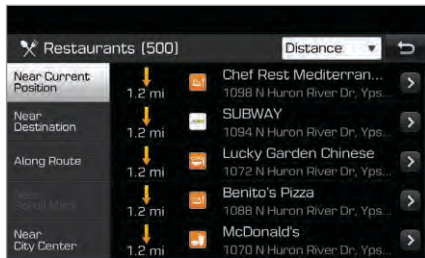 Restaurants (500)
Distance
Near Current
Position
1.2 mi
Chef Rest Mediterran...
1098 N Huron River Dr, Yps...
Near
Destination
1.2 mi
SUBWAY
1094 N Huron River Dr, Yps...
Along Route
1.2 mi
Lucky Garden Chinese
1072 N Huron River Dr, Yps...
Near
Scroll Mark
1.2 mi
Benito's Pizza
1088 N Huron River Dr, Yps...
Near
City Center
1.2 mi
McDonald's
1070 N Huron River Dr, Yps...